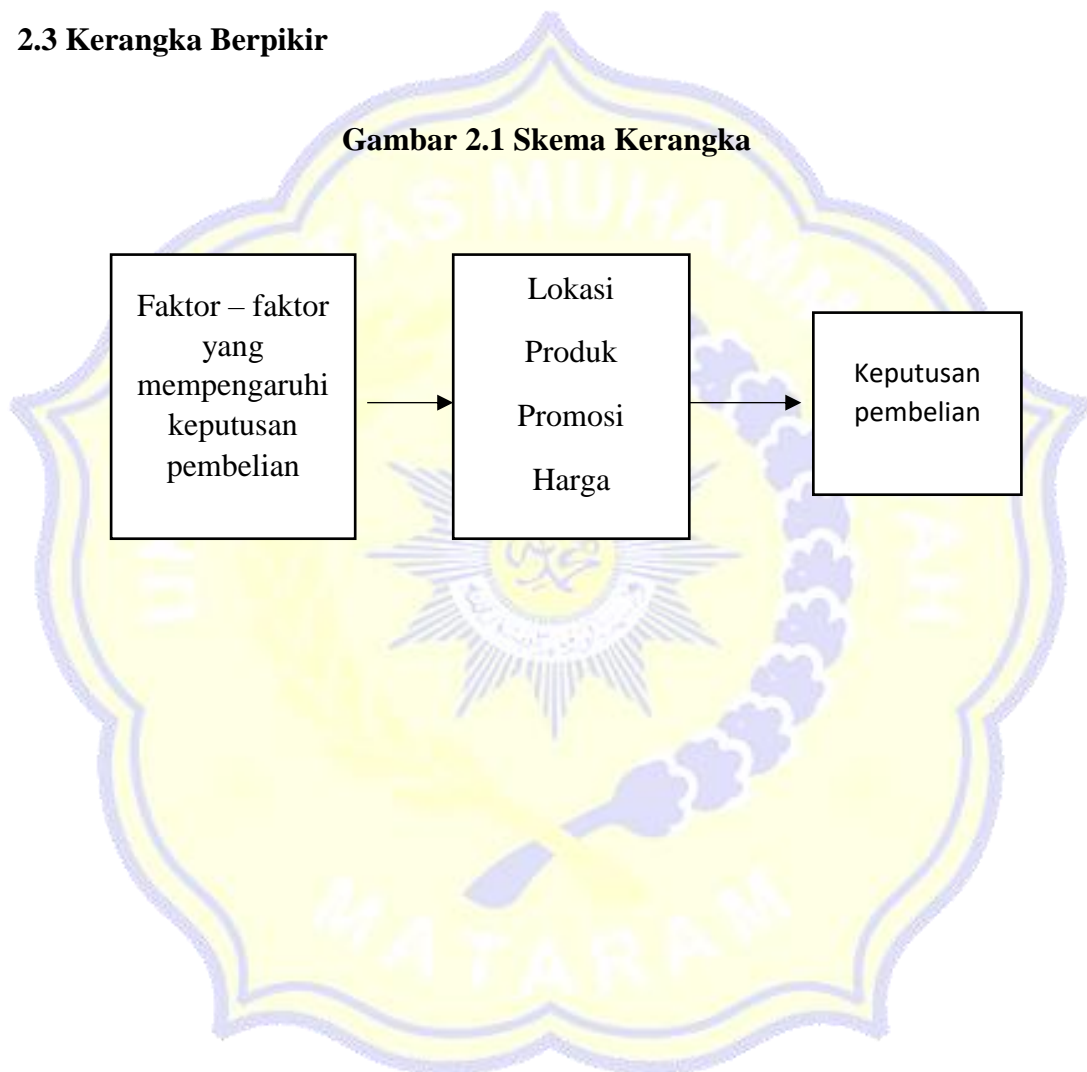 2.3 Kerangka Berpikir
Gambar 2.1 Skema Kerangka
Faktor – faktor
yang
mempengaruhi
keputusan
pembelian
Lokasi
Produk
Promosi
Harga
Keputusan
pembelian
MATARAM